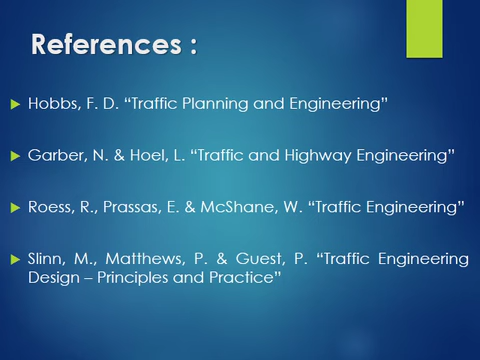 References :
Hobbs, F. D. “Traffic Planning and Engineering”
Garber, N. & Hoel, L. “Traffic and Highway Engineering”
Roess, R., Prassas, E. & McShane, W. “Traffic Engineering”
Slinn, M., Matthews, P. & Guest, P. “Traffic Engineering
Design – Principles and Practice”